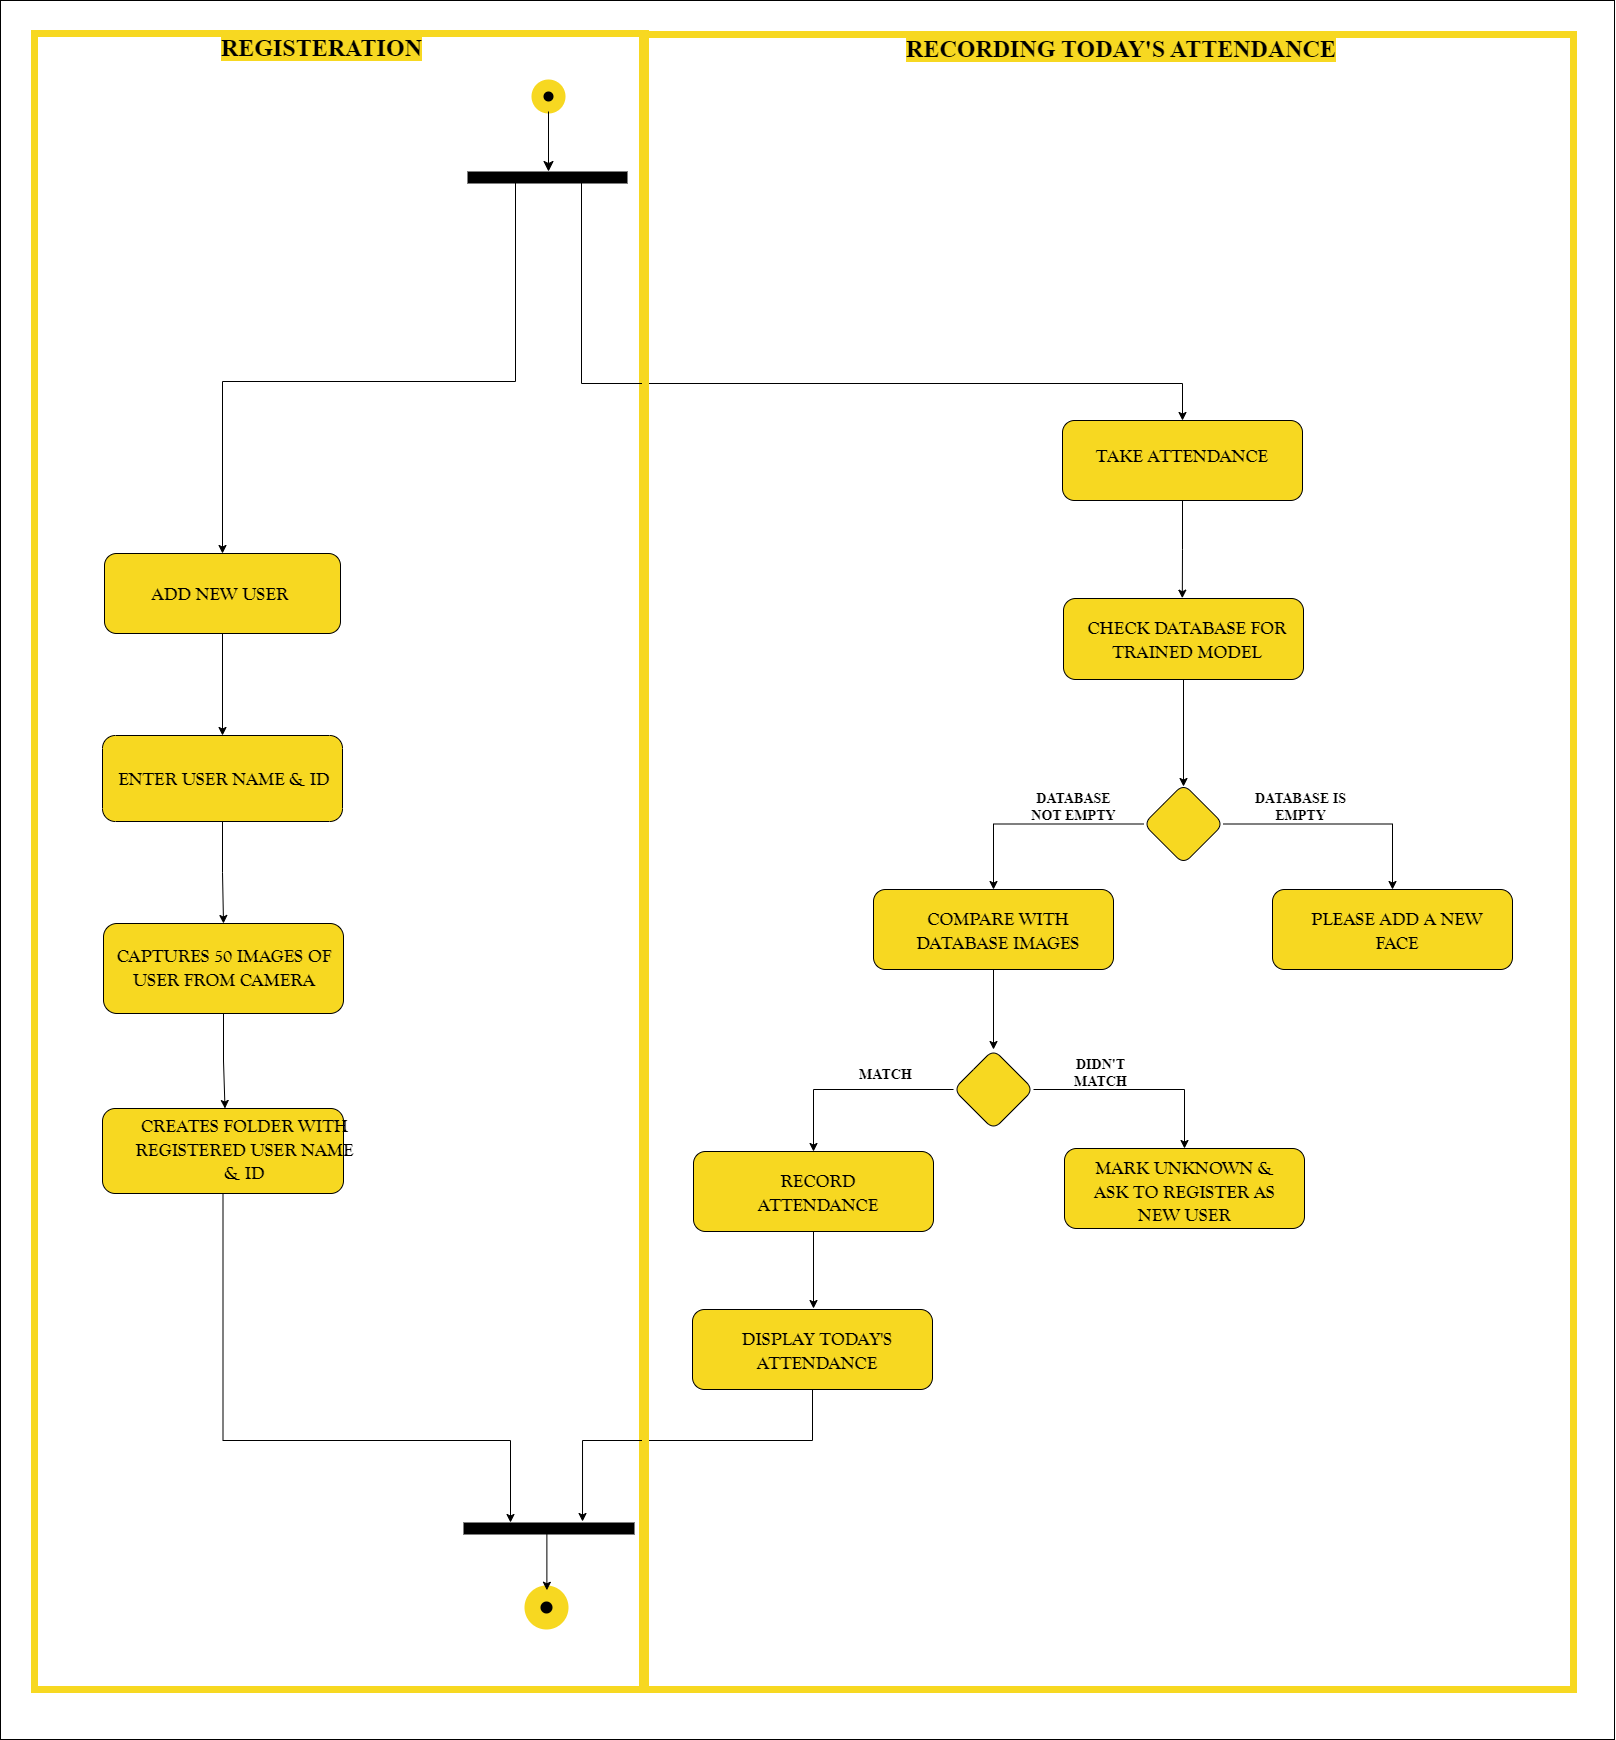 REGISTERATION
RECORDING TODAY'S ATTENDANCE
TAKE ATTENDANCE
ADD NEW USER
CHECK DATABASE FOR
TRAINED MODEL
ENTER USER NAME & ID
DATABASE
NOT EMPTY
DATABASE IS
EMPTY
COMPARE WITH
DATABASE IMAGES
PLEASE ADD A NEW
FACE
CAPTURES 50 IMAGES OF
USER FROM CAMERA
MATCH
DIDN'T
MATCH
CREATES FOLDER WITH
REGISTERED USER NAME
& ID
RECORD
ATTENDANCE
MARK UNKNOWN &
ASK TO REGISTER AS
NEW USER
DISPLAY TODAY'S
ATTENDANCE